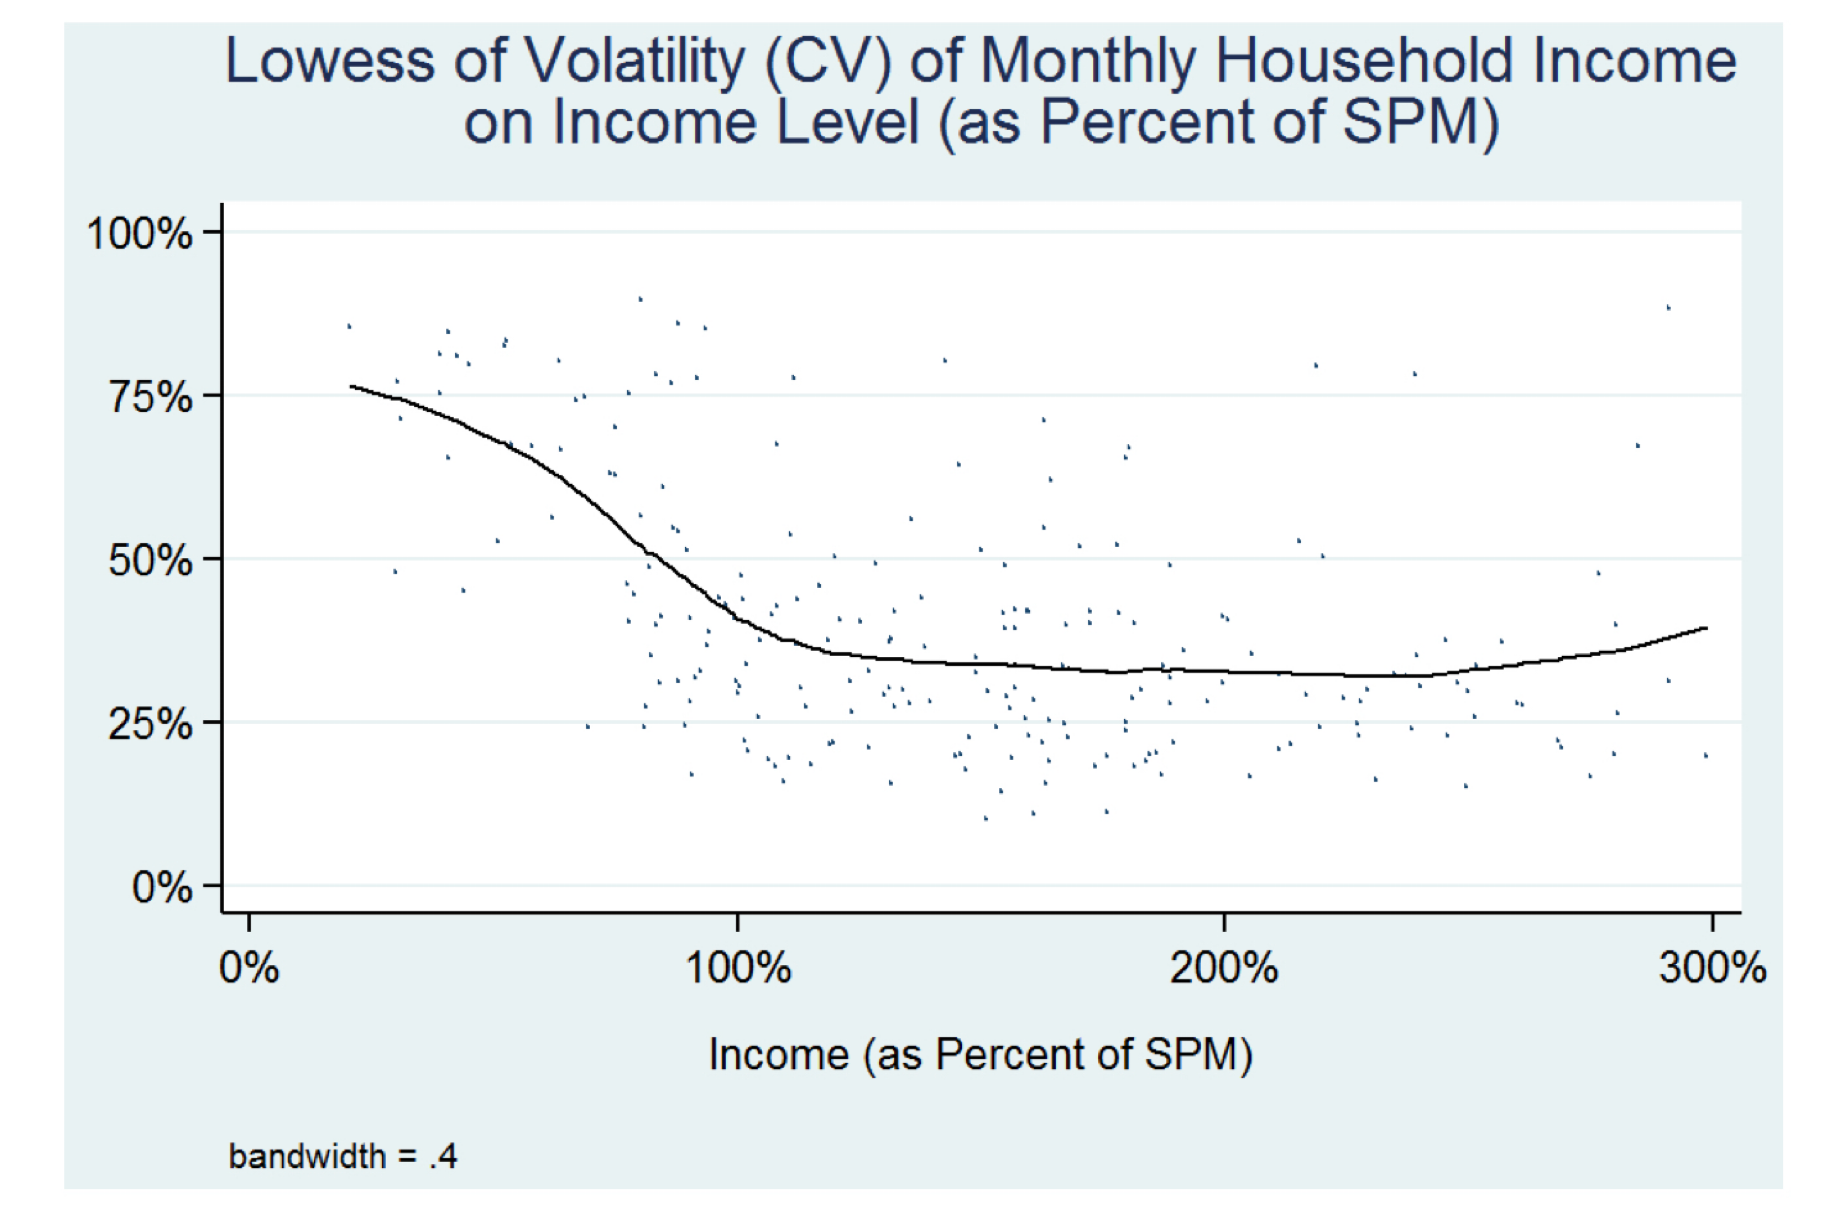 Lowess of Volatility (CV) of Monthly Household Income
on Income Level (as Percent of SPM)
100%
75%
50%
25%
0%
0%
100%
200%
300%
Income (as Percent of SPM)
bandwidth = .4